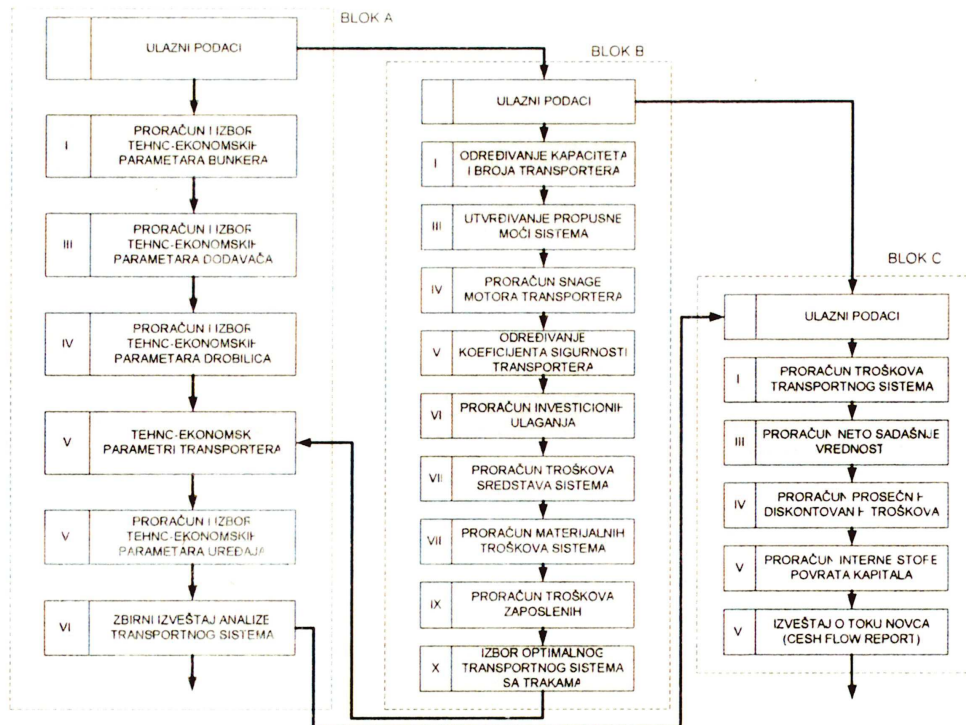 BLOK A
ULAZNI PODACI
I
PRORAČUN I IZBOR
TEHNC-EKONOMSKIH
PARAMETARA BUNKERA
III
PRORAČUN I IZBOR
TEHNC-EKONOMSKIH
PARAMETARA DODAVAČA
IV
PRORAČUN I IZBOR
TEHNC-EKONOMSKIH
PARAMETARA DROBILICA
V
TEHNC-EKONOMSK
PARAMETRI TRANSPORTERA
V
PRORAČUN I IZBOR
TEHNC-EKONOMSKIH
PARAMETARA UREĐAJA
VI
ZBIRNI IZVEŠTAJ ANALIZE
TRANSPORTNOG SISTEMA
BLOK B
ULAZNI PODACI
I
ODREĐIVANJE KAPACITETA
I BROJA TRANSPORTERA
III
UTVRĐIVANJE PROPUSNE
MOĆI SISTEMA
IV
PRORAČUN SNAGE
MOTORA TRANSPORTERA
V
ODREĐIVANJE
KOEFICIJENTA SIGURNOSTI
TRANSPORTERA
VI
PRORAČUN INVESTICIONIH
ULAGANJA
VII
PRORAČUN TROŠKOVA
SREDSTAVA SISTEMA
VII
PRORAČUN MATERIJALNIH
TROŠKOVA SISTEMA
IX
PRORAČUN TROŠKOVA
ZAPOSLENIH
X
IZBOR OPTIMALNOG
TRANSPORTNOG SISTEMA
SA TRAKAMA
BLOK C
ULAZNI PODACI
I
PRORAČUN TROŠKOVA
TRANSPORTNOG SISTEMA
III
PRORAČUN NETO SADAŠNJE
VREDNOST
IV
PRORAČUN PROSEČNIH
DISKONTOVANIH TROŠKOVA
V
PRORAČUN INTERNE STOPE
POVRATA KAPITALA
V
IZVEŠTAJ O TOKU NOVCA
(CESH FLOW REPORT)